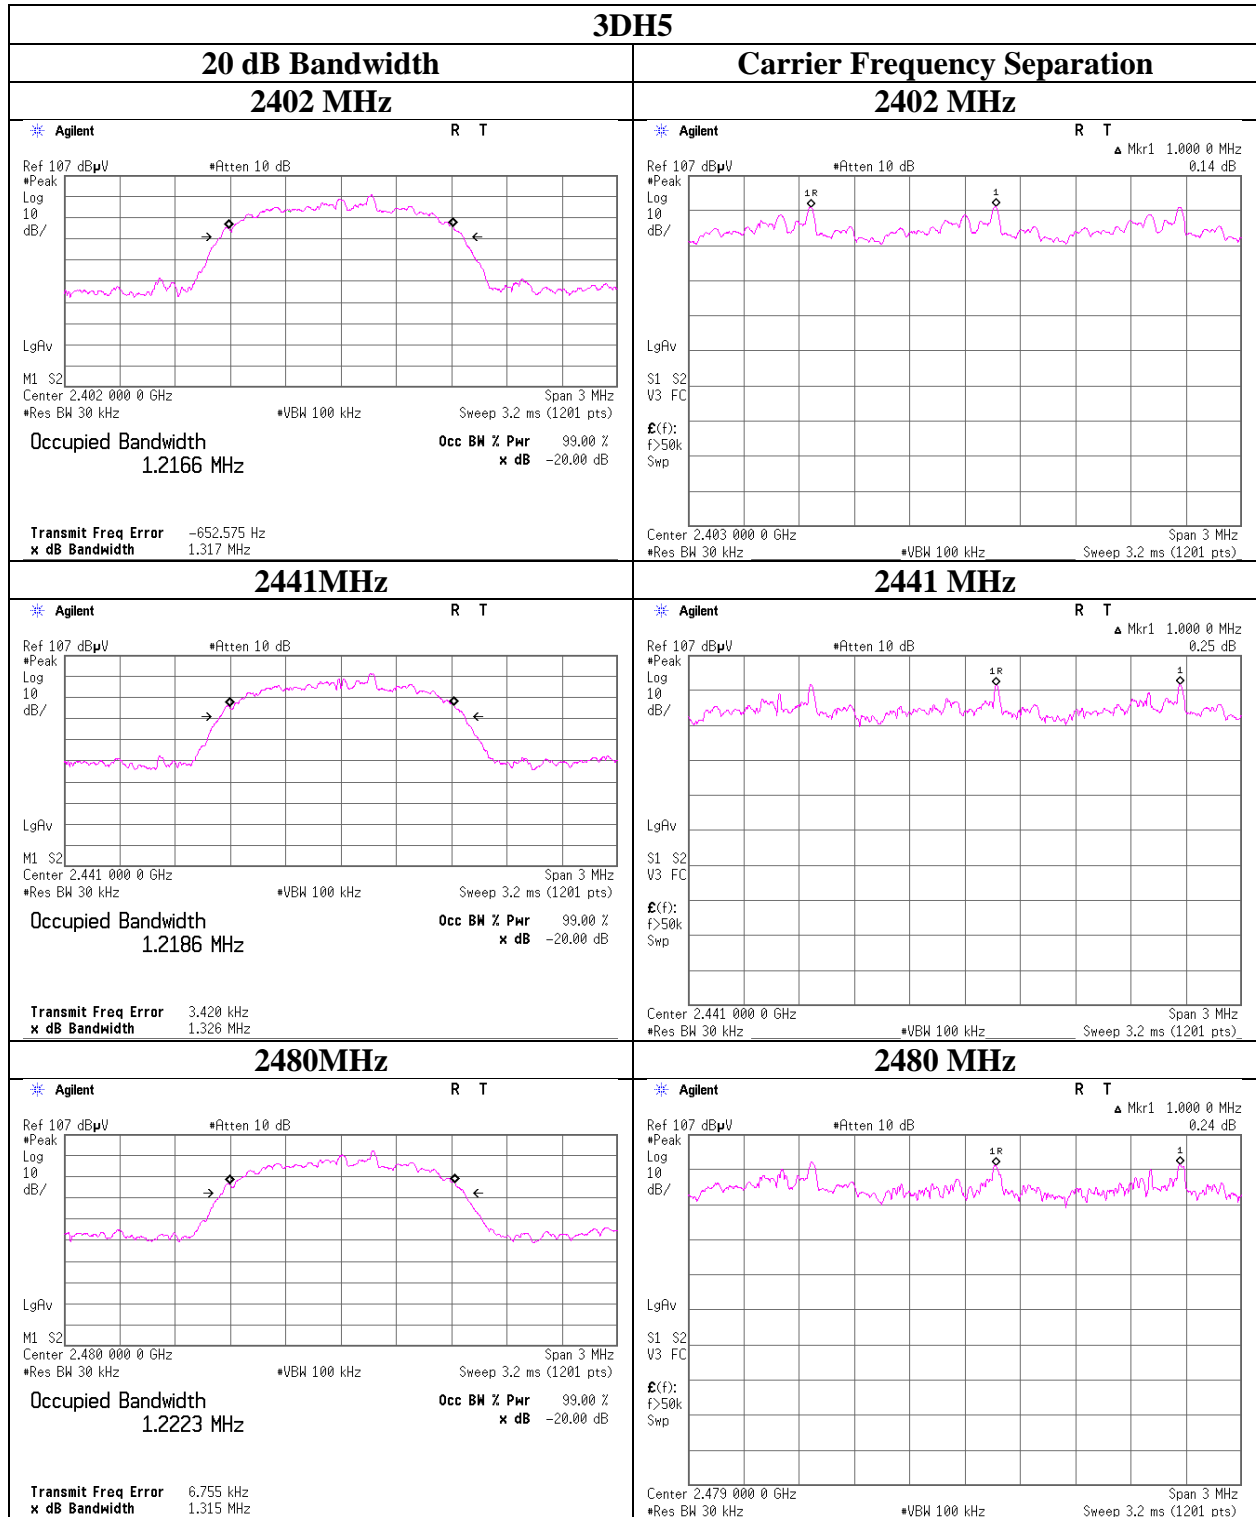 3DH5
20 dB Bandwidth
Carrier Frequency Separation
2402 MHz
2402 MHz
Agilent R T
Ref 107 dBµV #Atten 10 dB
#Peak
Log
10
dB/
LgAv
M1 S2
Center 2.402 000 0 GHz Span 3 MHz
#Res BW 30 kHz #VBW 100 kHz Sweep 3.2 ms (1201 pts)
Occupied Bandwidth Occ BW % Pwr 99.00 %
1.2166 MHz x dB -20.00 dB
Transmit Freq Error -652.575 Hz
x dB Bandwidth 1.317 MHz
Agilent R T
Δ Mkr1 1.000 0 MHz
Ref 107 dBµV #Atten 10 dB 0.14 dB
#Peak
Log
10
dB/
1R
1
LgAv
S1 S2
V3 FC
£(f):
f>50k
Swp
Center 2.403 000 0 GHz Span 3 MHz
#Res BW 30 kHz #VBW 100 kHz Sweep 3.2 ms (1201 pts)
2441MHz
2441 MHz
Agilent R T
Ref 107 dBµV #Atten 10 dB
#Peak
Log
10
dB/
LgAv
M1 S2
Center 2.441 000 0 GHz Span 3 MHz
#Res BW 30 kHz #VBW 100 kHz Sweep 3.2 ms (1201 pts)
Occupied Bandwidth Occ BW % Pwr 99.00 %
1.2186 MHz x dB -20.00 dB
Transmit Freq Error 3.420 kHz
x dB Bandwidth 1.326 MHz
Agilent R T
Δ Mkr1 1.000 0 MHz
Ref 107 dBµV #Atten 10 dB 0.25 dB
#Peak
Log
10
dB/
1R
1
LgAv
S1 S2
V3 FC
£(f):
f>50k
Swp
Center 2.441 000 0 GHz Span 3 MHz
#Res BW 30 kHz #VBW 100 kHz Sweep 3.2 ms (1201 pts)
2480MHz
2480 MHz
Agilent R T
Ref 107 dBµV #Atten 10 dB
#Peak
Log
10
dB/
LgAv
M1 S2
Center 2.480 000 0 GHz Span 3 MHz
#Res BW 30 kHz #VBW 100 kHz Sweep 3.2 ms (1201 pts)
Occupied Bandwidth Occ BW % Pwr 99.00 %
1.2223 MHz x dB -20.00 dB
Transmit Freq Error 6.755 kHz
x dB Bandwidth 1.315 MHz
Agilent R T
Δ Mkr1 1.000 0 MHz
Ref 107 dBµV #Atten 10 dB 0.24 dB
#Peak
Log
10
dB/
1R
1
LgAv
S1 S2
V3 FC
£(f):
f>50k
Swp
Center 2.479 000 0 GHz Span 3 MHz
#Res BW 30 kHz #VBW 100 kHz Sweep 3.2 ms (1201 pts)